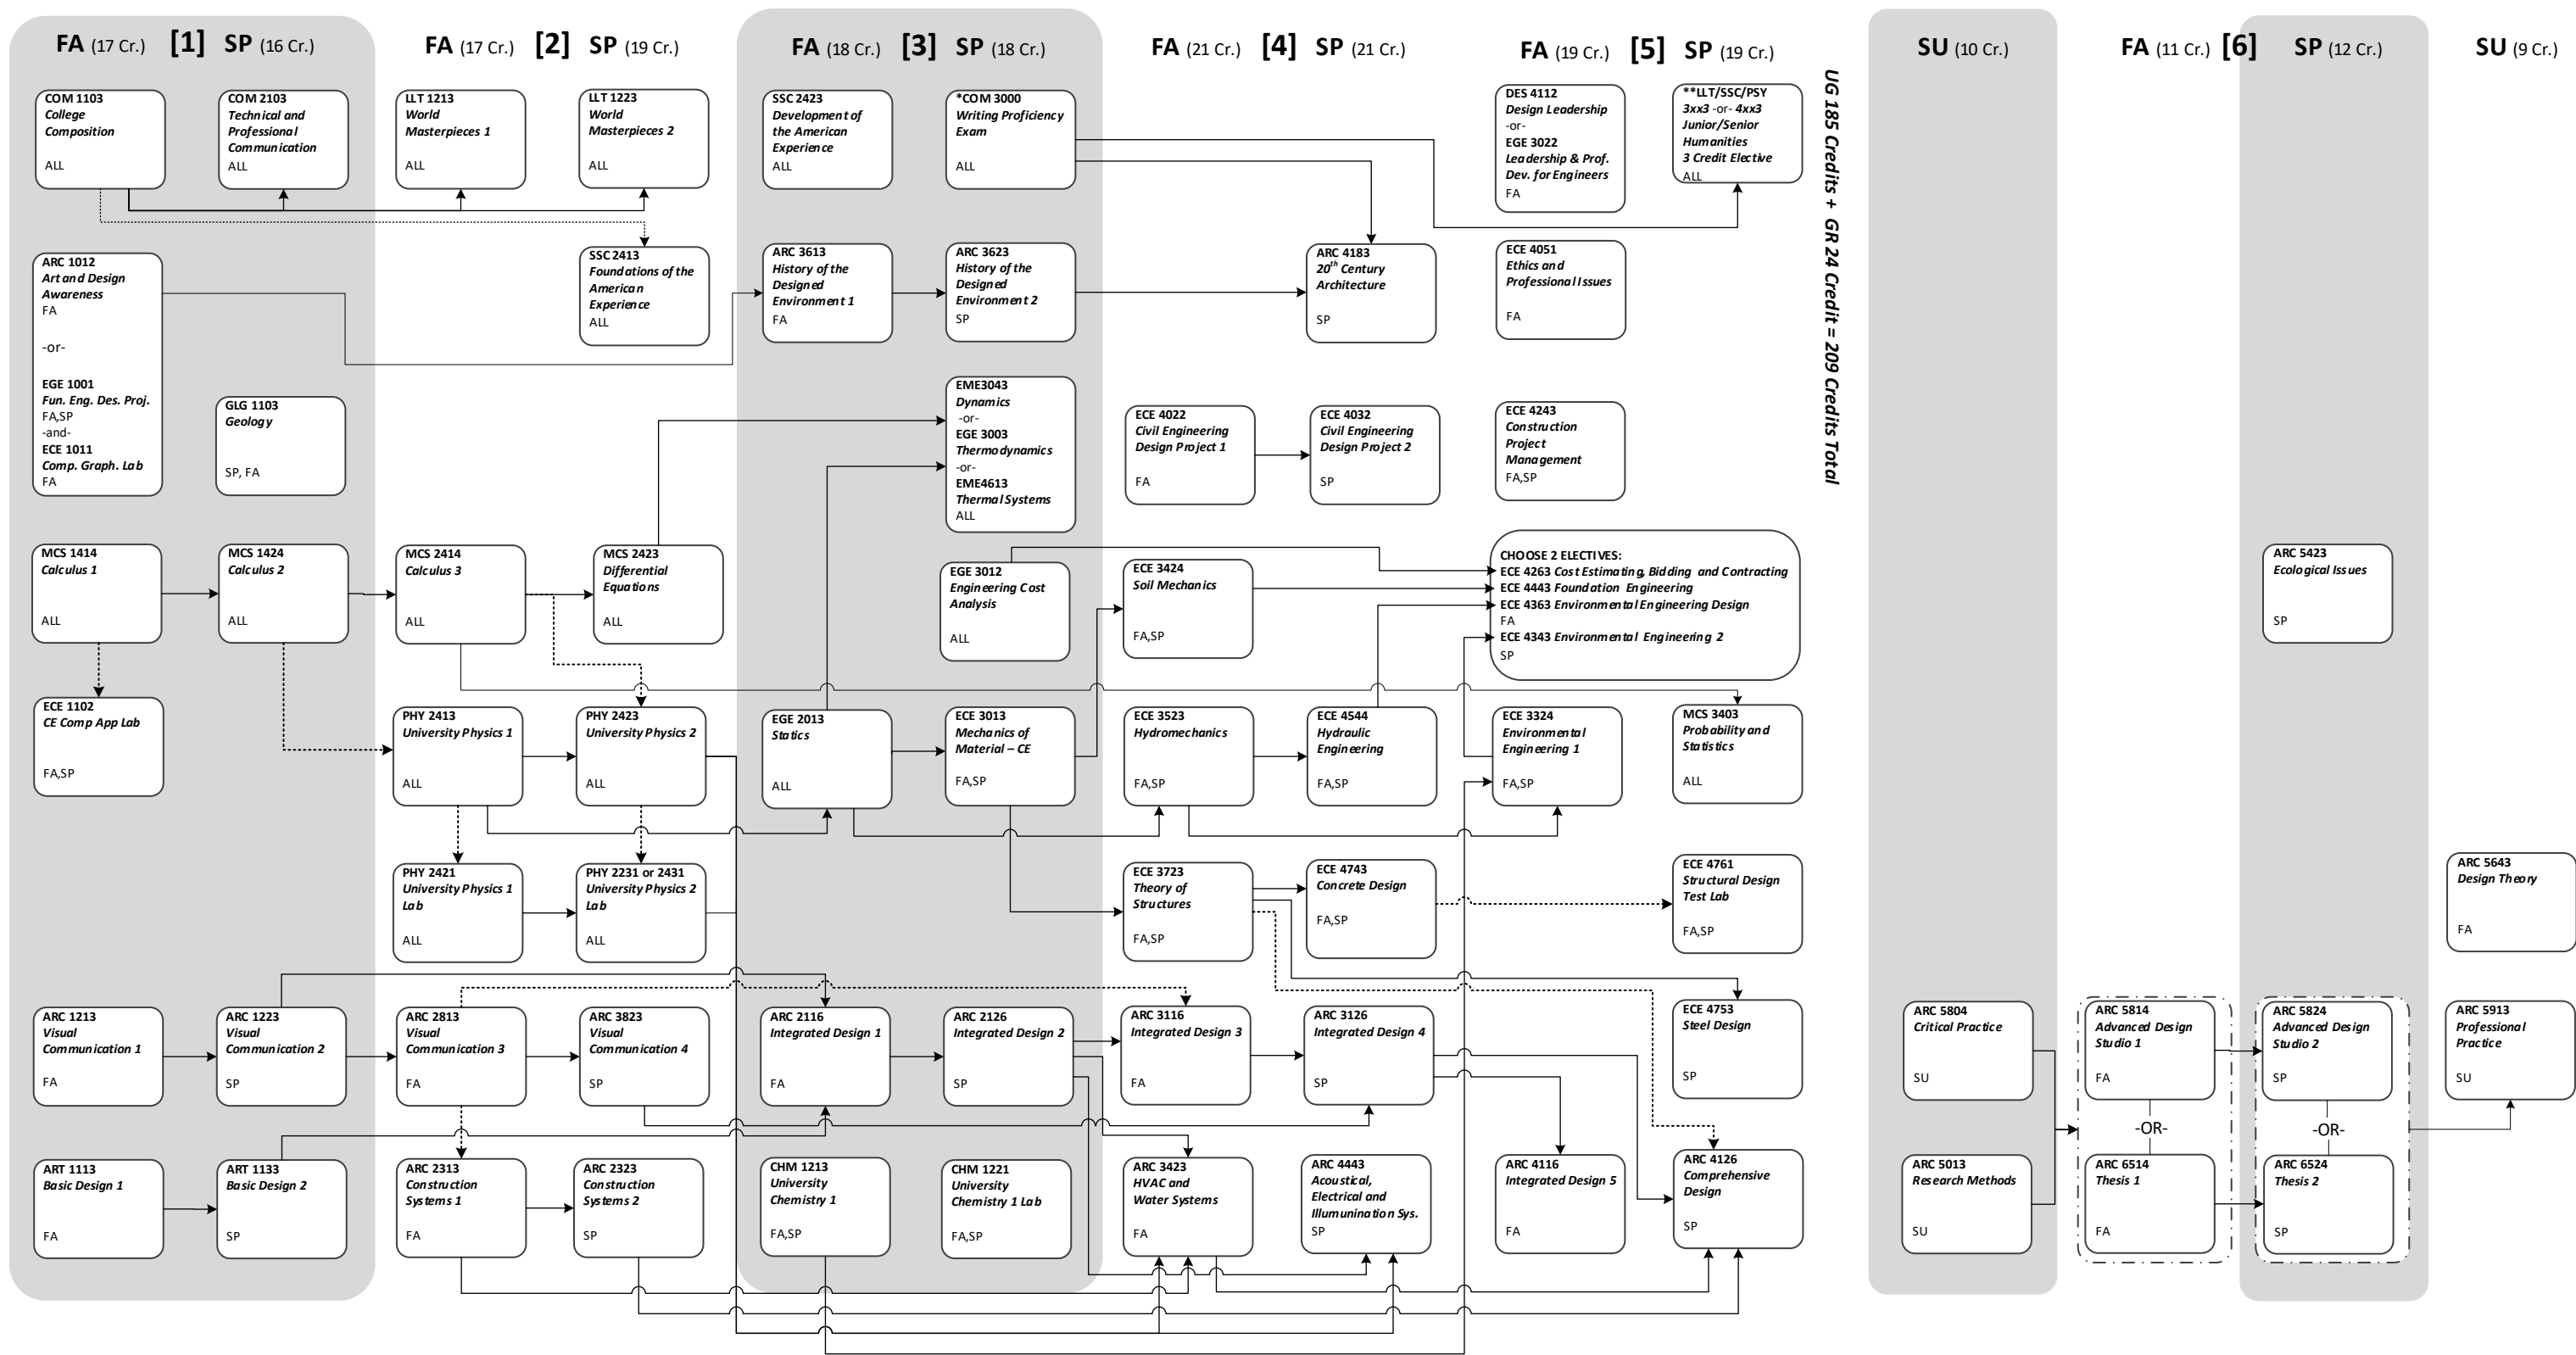 FA (17 Cr.) [1] SP (16 Cr.)
FA (17 Cr.) [2] SP (19 Cr.)
FA (18 Cr.) [3] SP (18 Cr.)
FA (21 Cr.) [4] SP (21 Cr.)
FA (19 Cr.) [5] SP (19 Cr.)
SU (10 Cr.)
FA (11 Cr.) [6] SP (12 Cr.)
SU (9 Cr.)
COM 1103
College
Composition
ALL
COM 2103
Technical and
Professional
Communication
ALL
LLT 1213
World
Masterpieces 1
ALL
LLT 1223
World
Masterpieces 2
ALL
SSC 2423
Development of
the American
Experience
ALL
*COM 3000
Writing Proficiency
Exam
ALL
DES 4112
Design Leadership
-or-
EGE 3022
Leadership & Prof.
Dev. for Engineers
FA
**LLT/SSC/PSY
3xx3 -or- 4xx3
Junior/Senior
Humanities
3 Credit Elective
ALL
UG 185 Credits + GR 24 Credit = 209 Credits Total
ARC 1012
Art and Design
Awareness
FA
-or-
EGE 1001
Fun. Eng. Des. Proj.
FA,SP
-and-
ECE 1011
Comp. Graph. Lab
FA
GLG 1103
Geology
SP, FA
SSC 2413
Foundations of the
American
Experience
ALL
ARC 3613
History of the
Designed
Environment 1
FA
ARC 3623
History of the
Designed
Environment 2
SP
ARC 4183
20th Century
Architecture
SP
ECE 4051
Ethics and
Professional Issues
FA
EME3043
Dynamics
-or-
EGE 3003
Thermodynamics
-or-
EME4613
Thermal Systems
ALL
ECE 4022
Civil Engineering
Design Project 1
FA
ECE 4032
Civil Engineering
Design Project 2
SP
ECE 4243
Construction
Project
Management
FA,SP
MCS 1414
Calculus 1
ALL
MCS 1424
Calculus 2
ALL
MCS 2414
Calculus 3
ALL
MCS 2423
Differential
Equations
ALL
EGE 3012
Engineering Cost
Analysis
ALL
ECE 3424
Soil Mechanics
FA,SP
CHOOSE 2 ELECTIVES:
ECE 4263 Cost Estimating, Bidding and Contracting
ECE 4443 Foundation Engineering
ECE 4363 Environmental Engineering Design
FA
ECE 4343 Environmental Engineering 2
SP
ARC 5423
Ecological Issues
SP
ECE 1102
CE Comp App Lab
FA,SP
PHY 2413
University Physics 1
ALL
PHY 2423
University Physics 2
ALL
EGE 2013
Statics
ALL
ECE 3013
Mechanics of
Material – CE
FA,SP
ECE 3523
Hydromechanics
FA,SP
ECE 4544
Hydraulic
Engineering
FA,SP
ECE 3324
Environmental
Engineering 1
FA,SP
MCS 3403
Probability and
Statistics
ALL
PHY 2421
University Physics 1
Lab
ALL
PHY 2231 or 2431
University Physics 2
Lab
ALL
ECE 3723
Theory of
Structures
FA,SP
ECE 4743
Concrete Design
FA,SP
ECE 4761
Structural Design
Test Lab
FA,SP
ARC 5643
Design Theory
FA
ARC 1213
Visual
Communication 1
FA
ARC 1223
Visual
Communication 2
SP
ARC 2813
Visual
Communication 3
FA
ARC 3823
Visual
Communication 4
SP
ARC 2116
Integrated Design 1
FA
ARC 2126
Integrated Design 2
SP
ARC 3116
Integrated Design 3
FA
ARC 3126
Integrated Design 4
SP
ECE 4753
Steel Design
SP
ARC 5804
Critical Practice
SU
ARC 5814
Advanced Design
Studio 1
FA
ARC 5824
Advanced Design
Studio 2
SP
ARC 5913
Professional
Practice
SU
-OR-
-OR-
ART 1113
Basic Design 1
FA
ART 1133
Basic Design 2
SP
ARC 2313
Construction
Systems 1
FA
ARC 2323
Construction
Systems 2
SP
CHM 1213
University
Chemistry 1
FA,SP
CHM 1221
University
Chemistry 1 Lab
FA,SP
ARC 3423
HVAC and
Water Systems
FA
ARC 4443
Acoustical,
Electrical and
Illumunination Sys.
SP
ARC 4116
Integrated Design 5
FA
ARC 4126
Comprehensive
Design
SP
ARC 5013
Research Methods
SU
ARC 6514
Thesis 1
FA
ARC 6524
Thesis 2
SP